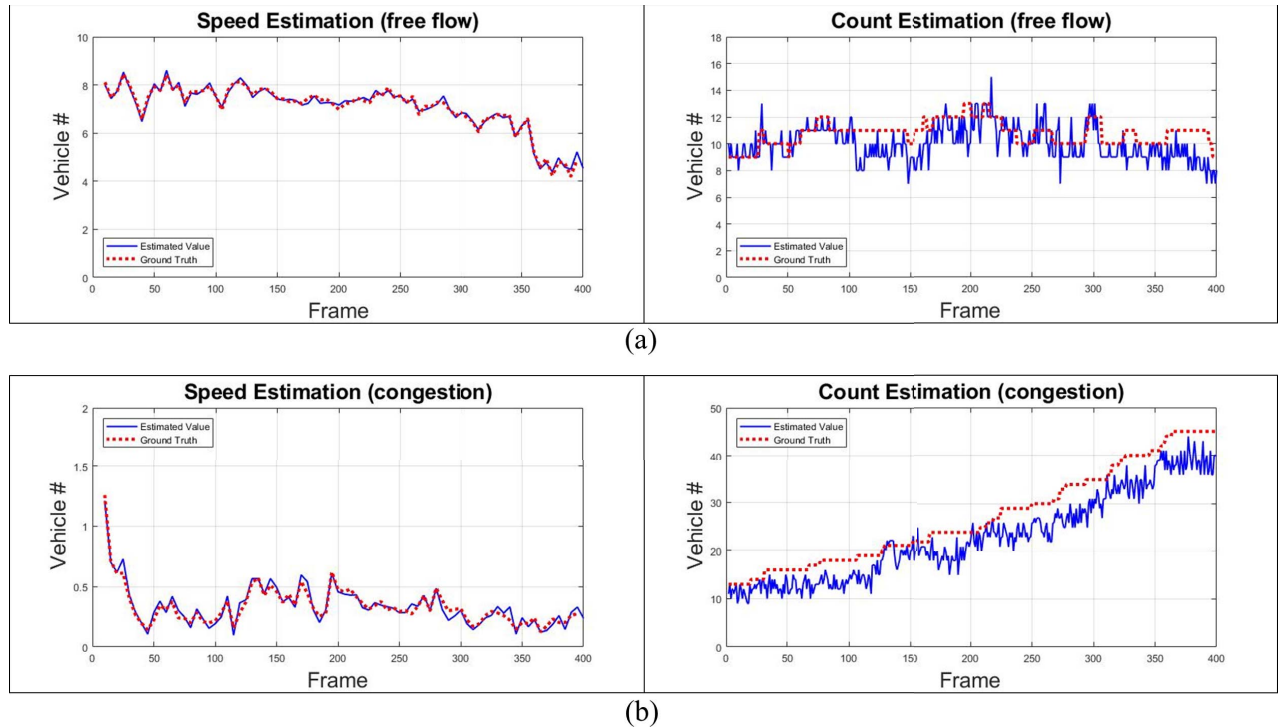 Speed Estimation (free flow)
Vehicle #
10
8
6
4
2
0
Estimated Value
Ground Truth
0 50 100 150 200 250 300 350 400
Frame
Count Estimation (free flow)
Vehicle #
18
16
14
12
10
8
6
4
2
0
Estimated Value
Ground Truth
0 50 100 150 200 250 300 350 400
Frame
(a)
Speed Estimation (congestion)
Vehicle #
2
1.5
1
0.5
0
Estimated Value
Ground Truth
0 50 100 150 200 250 300 350 400
Frame
Count Estimation (congestion)
Vehicle #
50
40
30
20
10
0
Estimated Value
Ground Truth
0 50 100 150 200 250 300 350 400
Frame
(b)